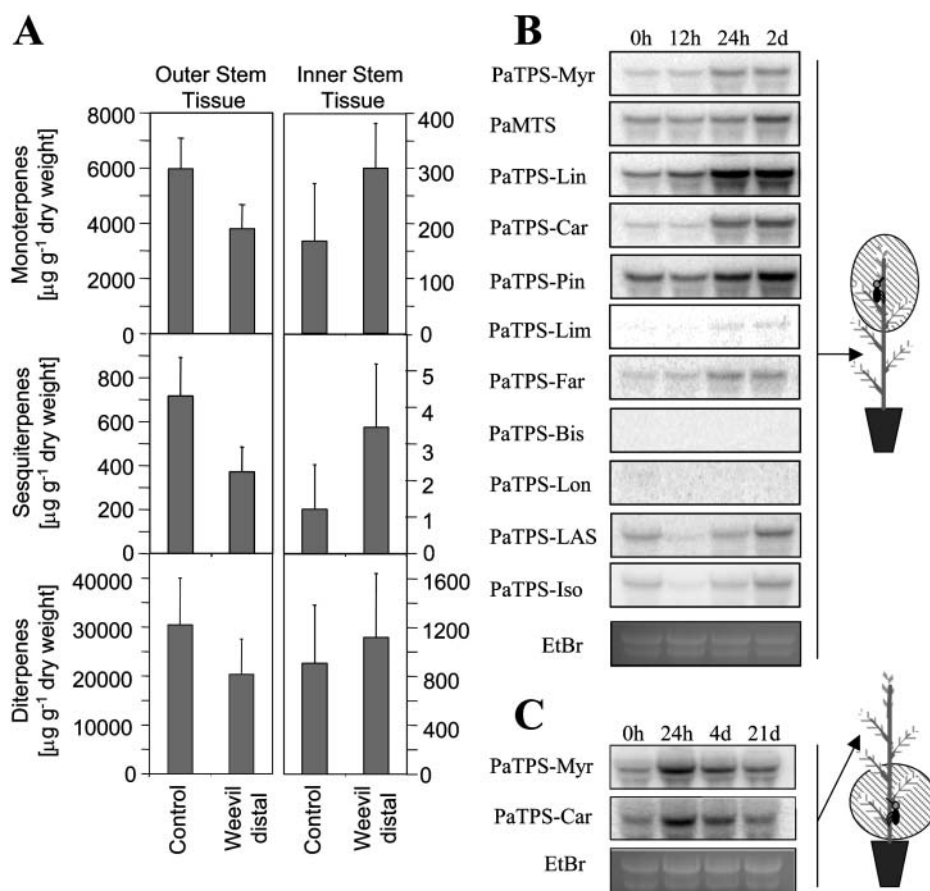 A
Outer Stem Tissue
Inner Stem Tissue
Monoterpenes
[µg g⁻¹ dry weight]
8000
6000
4000
2000
0
400
300
200
100
0
Sesquiterpenes
[µg g⁻¹ dry weight]
800
600
400
200
0
5
4
3
2
1
0
Diterpenes
[µg g⁻¹ dry weight]
40000
30000
20000
10000
0
1600
1200
800
400
0
Control
Weevil distal
Control
Weevil distal
B
0h 12h 24h 2d
PaTPS-Myr
PaMTS
PaTPS-Lin
PaTPS-Car
PaTPS-Pin
PaTPS-Lim
PaTPS-Far
PaTPS-Bis
PaTPS-Lon
PaTPS-LAS
PaTPS-Iso
EtBr
C
0h 24h 4d 21d
PaTPS-Myr
PaTPS-Car
EtBr